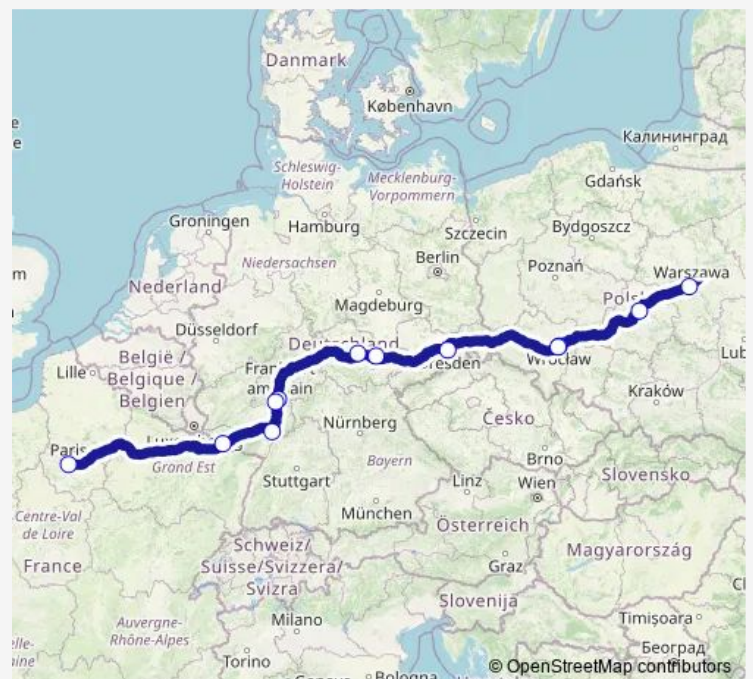 Danmark
København
Калининград
Schleswig-
Holstein
Mecklenburg-
Vorpommern
Gdańsk
Groningen
Hamburg
Szczecin
Bydgoszcz
Berlin
Niedersachsen
Poznań
Warszawa
Nederland
Magdeburg
Düsseldorf
Deutschland
België /
Belgique /
Belgien
Lille
Wrocław
Kraków
Nürnberg
Česko
Paris
Grand Est
Bayern
Brno
Slovensko
Stuttgart
Linz
Wien
München
Centre-Val
de Loire
Österreich
France
Schweiz/
Suisse/Svizzera/
Svizra
Magyarország
Graz
Slovenija
Auvergne-
Rhône-Alpes
Milano
Timișoara
Београд
Torino
Bologna
© OpenStreetMap contributors